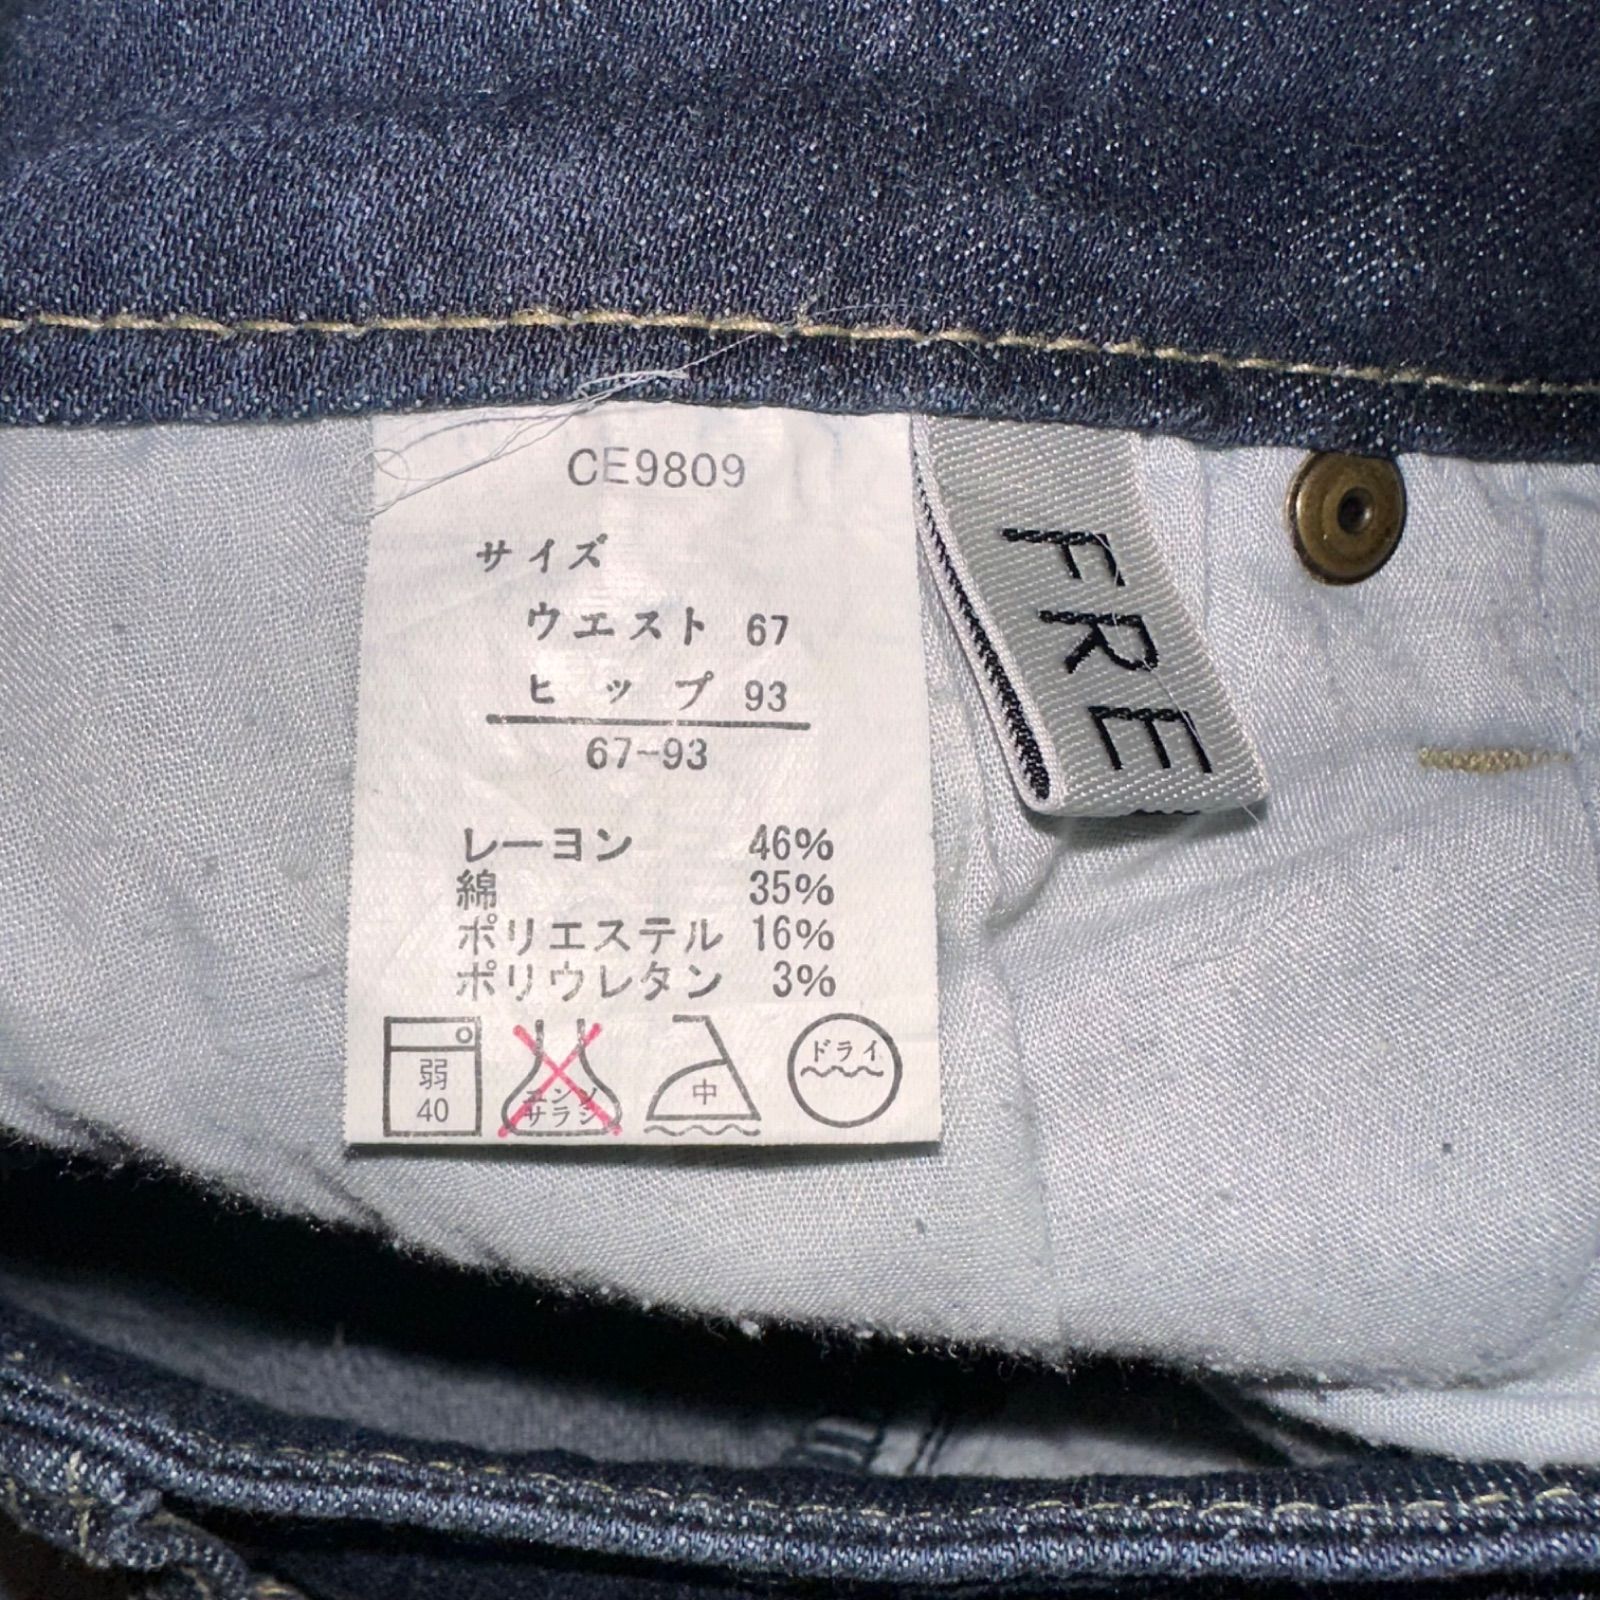 CE9809
サイズ
ウエスト 67
ヒップ 93
67~93
レーヨン 46%
綿 35%
ポリエステル 16%
ポリウレタン 3%
弱
40
エンソ
サラシ
中
ドライ
FREE